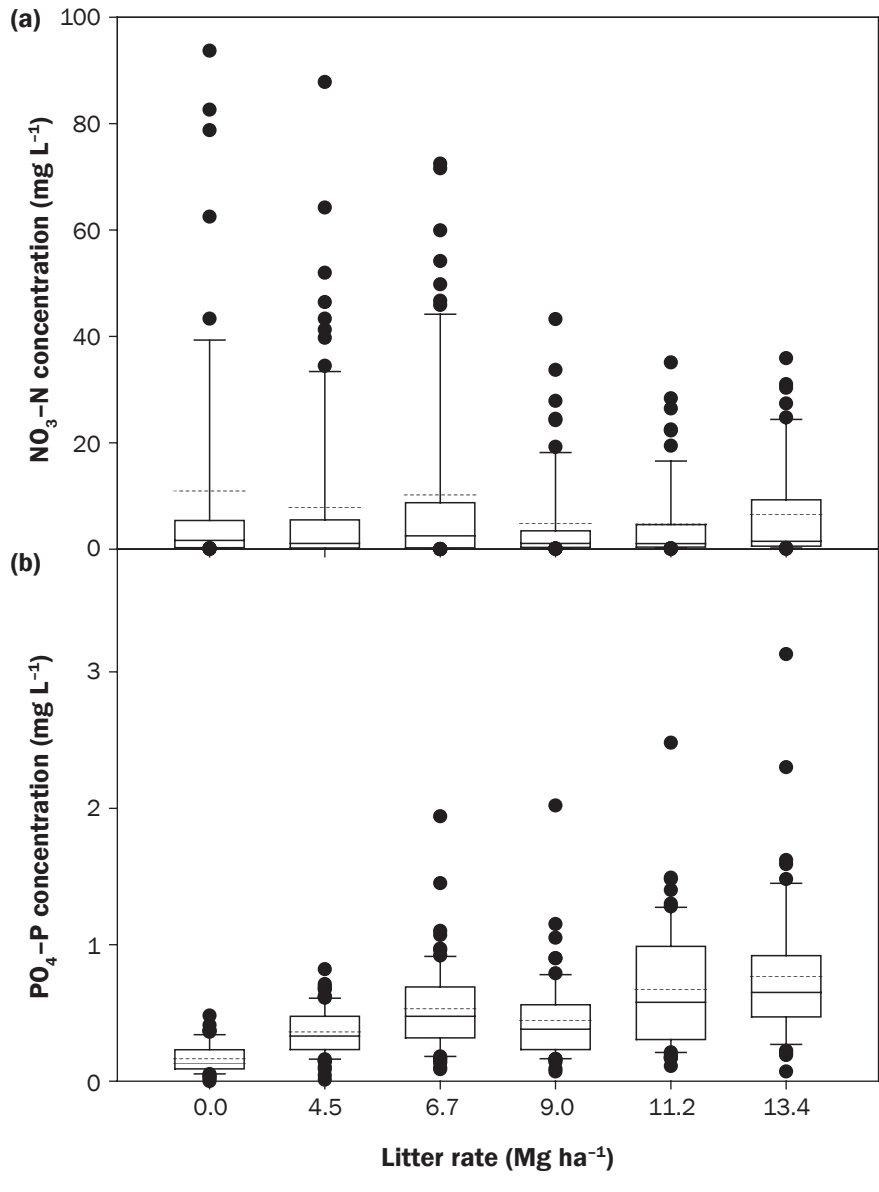 (a)
NO₃–N concentration (mg L⁻¹)
100
80
60
40
20
0
(b)
PO₄–P concentration (mg L⁻¹)
3
2
1
0
0.0 4.5 6.7 9.0 11.2 13.4
Litter rate (Mg ha⁻¹)